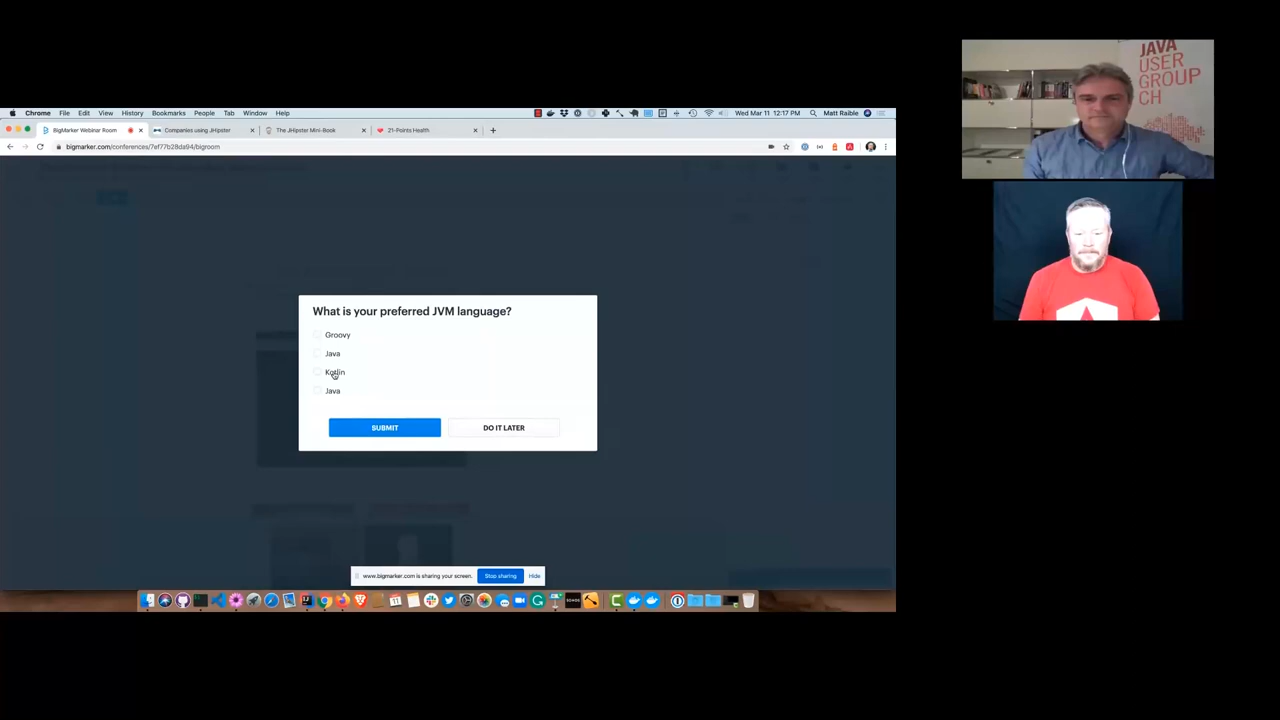 Chrome File Edit View History Bookmarks People Tab Window Help Wed Mar 11 12:17 PM Matt Raible
BigMarker Webinar Room Companies using JHipster The JHipster Mini-Book 21-Points Health
bigmarker.com/conferences/7ef77b28da94/bigroom
What is your preferred JVM language?
Groovy
Java
Kotlin
Java
SUBMIT DO IT LATER
www.bigmarker.com is sharing your screen. Stop sharing Hide
JAVA
USER
GROUP
CH